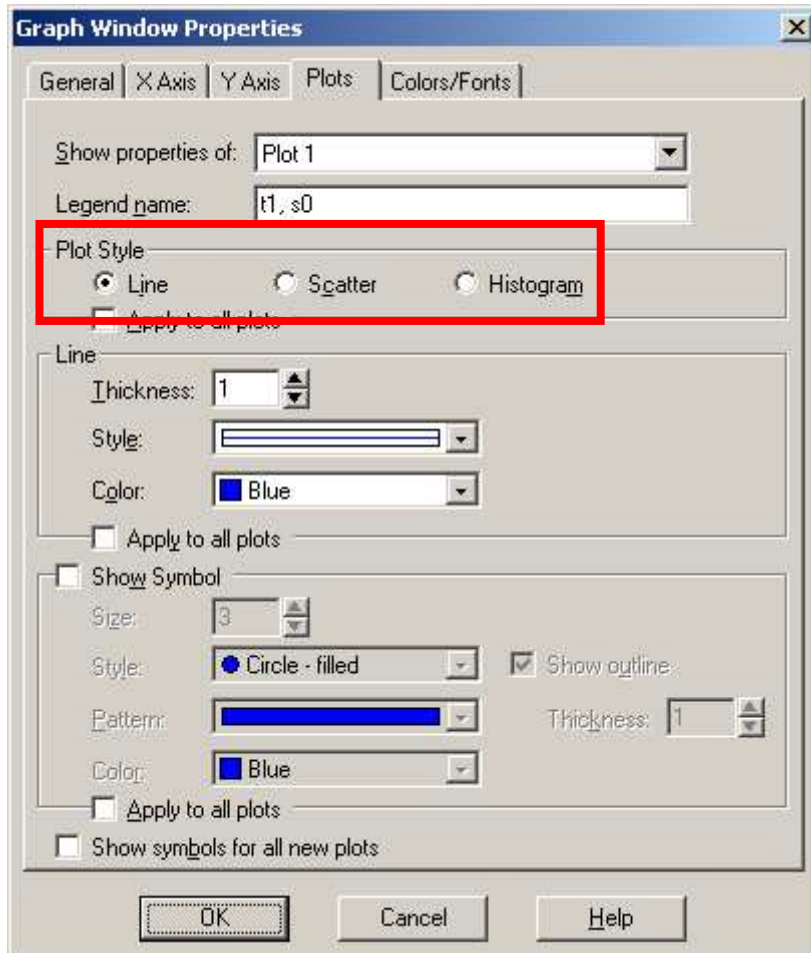 Graph Window Properties
General X Axis Y Axis Plots Colors/Fonts
Show properties of: Plot 1
Legend name: t1, s0
Plot Style
Line Scatter Histogram
Apply to all plots
Line
Thickness: 1
Style:
Color: Blue
Apply to all plots
Show Symbol
Size: 3
Style: Circle - filled Show outline
Pattern: Thickness: 1
Color: Blue
Apply to all plots
Show symbols for all new plots
OK Cancel Help